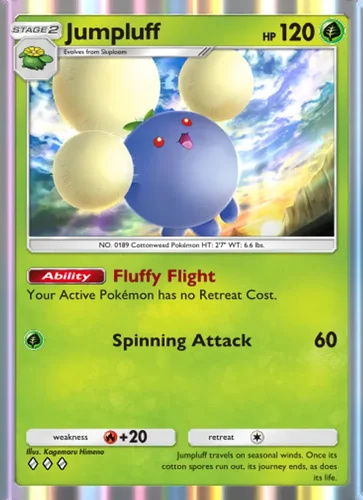 STAGE 2 Jumpluff HP 120
Evolves from Skiploom
NO. 0189 Cottonweed Pokémon HT: 2'7" WT: 6.6 lbs.
Ability Fluffy Flight
Your Active Pokémon has no Retreat Cost.
Spinning Attack 60
weakness +20 retreat
Illus. Kagemaru Himeno
Jumpluff travels on seasonal winds. Once its
cotton spores run out, its journey ends, as does
its life.